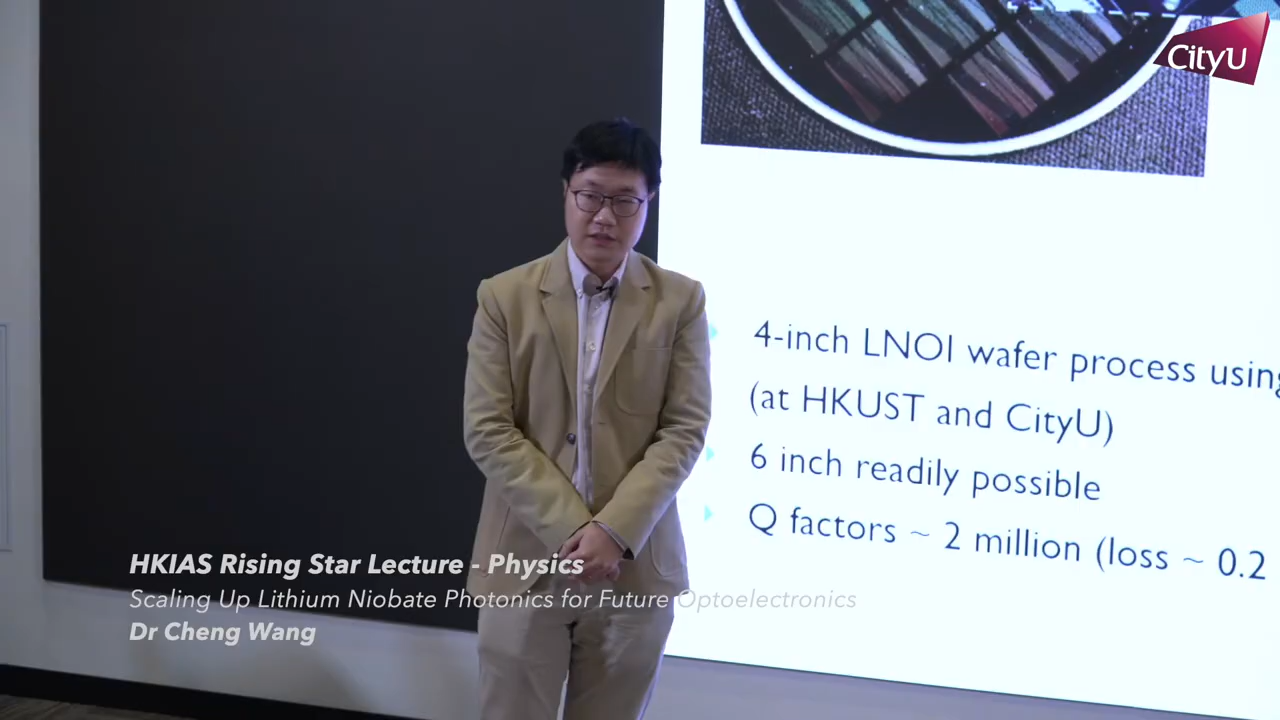 CityU
4-inch LNOI wafer process using
(at HKUST and CityU)
6 inch readily possible
Q factors ~ 2 million (loss ~ 0.2
HKIAS Rising Star Lecture - Physics
Scaling Up Lithium Niobate Photonics for Future Optoelectronics
Dr Cheng Wang